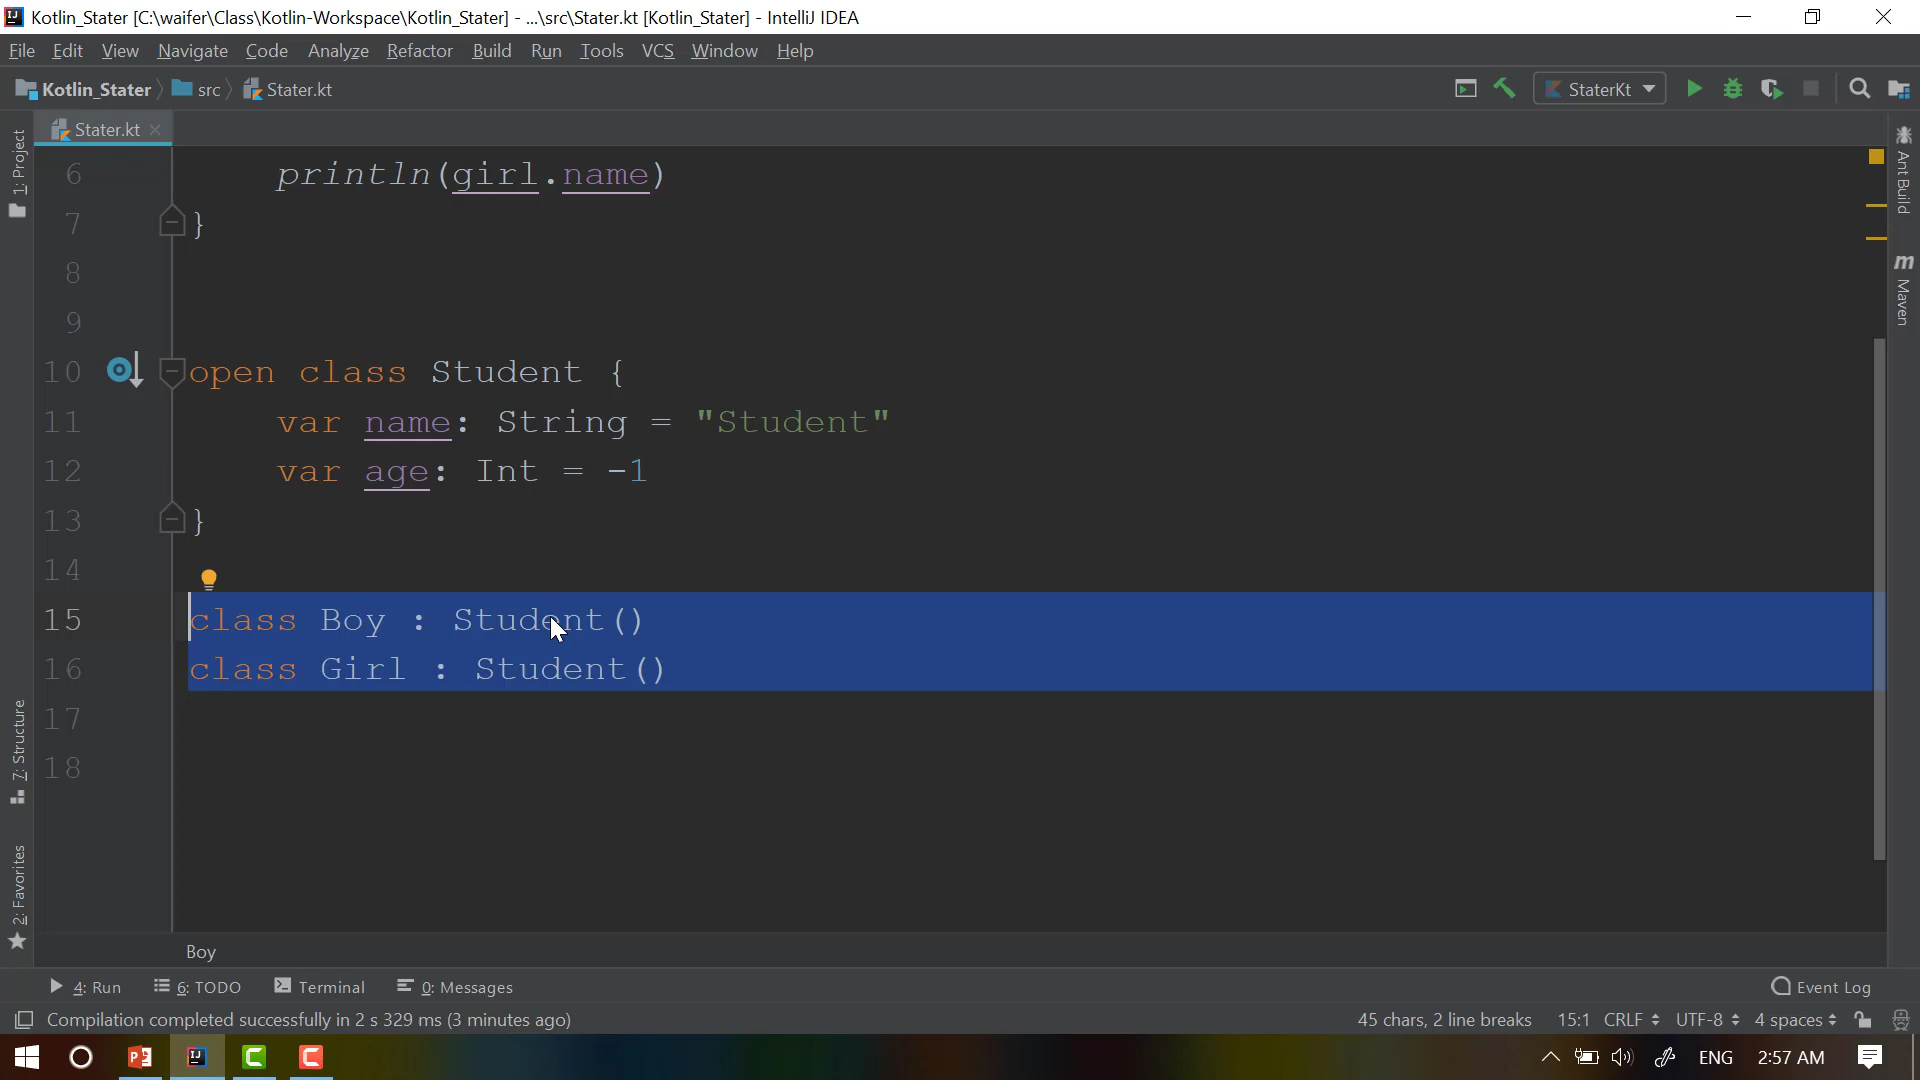 Kotlin_Stater [C:\waifer\Class\Kotlin-Workspace\Kotlin_Stater] - ...\src\Stater.kt [Kotlin_Stater] - IntelliJ IDEA
File Edit View Navigate Code Analyze Refactor Build Run Tools VCS Window Help
Kotlin_Stater src Stater.kt StaterKt
Stater.kt
1: Project
7: Structure
2: Favorites
Ant Build
Maven
6 println(girl.name)
7 }
8
9
10 open class Student {
11 var name: String = "Student"
12 var age: Int = -1
13 }
14
15 class Boy : Student()
16 class Girl : Student()
17
18
Boy
4: Run 6: TODO Terminal 0: Messages Event Log
Compilation completed successfully in 2 s 329 ms (3 minutes ago) 45 chars, 2 line breaks 15:1 CRLF UTF-8 4 spaces
ENG 2:57 AM